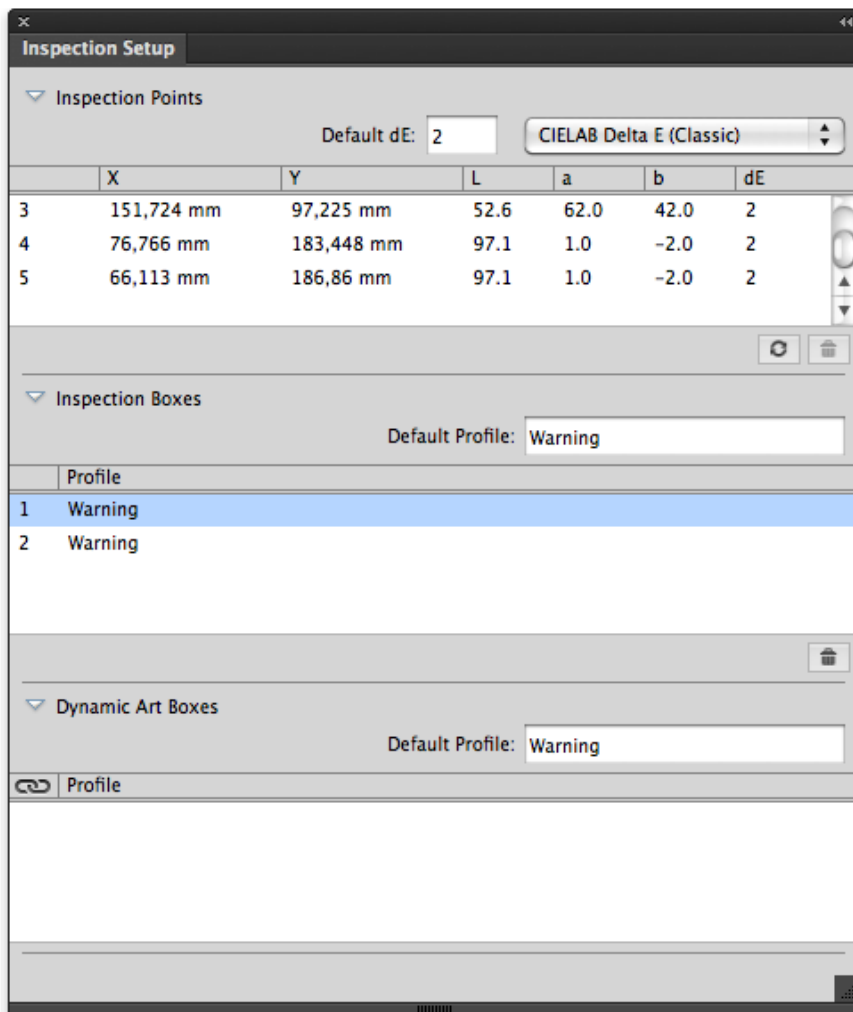 Inspection Setup
Inspection Points
Default dE: 2 CIELAB Delta E (Classic)
X Y L a b dE
3 151,724 mm 97,225 mm 52.6 62.0 42.0 2
4 76,766 mm 183,448 mm 97.1 1.0 -2.0 2
5 66,113 mm 186,86 mm 97.1 1.0 -2.0 2
Inspection Boxes
Default Profile: Warning
Profile
1 Warning
2 Warning
Dynamic Art Boxes
Default Profile: Warning
Profile